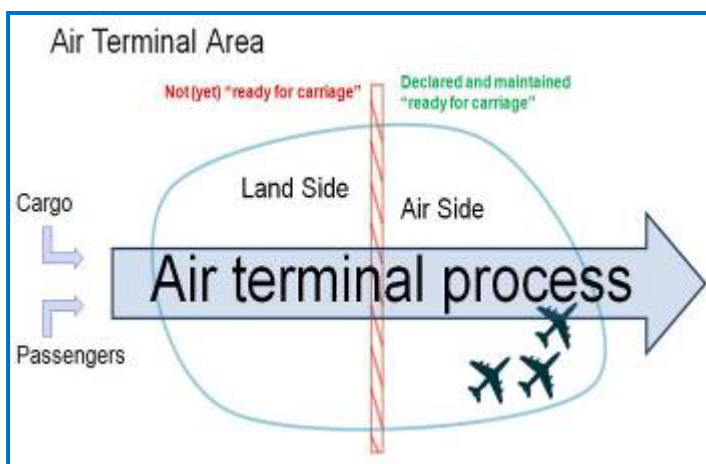 Air Terminal Area
Not (yet) “ready for carriage”
Declared and maintained
“ready for carriage”
Land Side
Air Side
Cargo
Air terminal process
Passengers